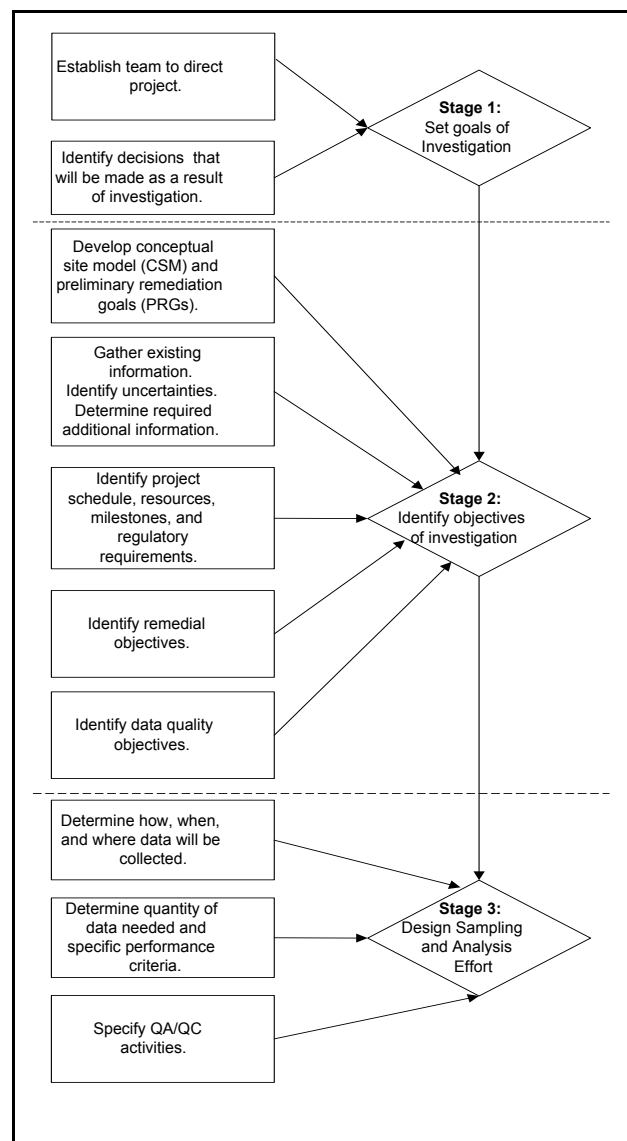 Establish team to direct
project.
Stage 1:
Set goals of
Investigation
Identify decisions that
will be made as a result
of investigation.
Develop conceptual
site model (CSM) and
preliminary remediation
goals (PRGs).
Gather existing
information.
Identify uncertainties.
Determine required
additional information.
Identify project
schedule, resources,
milestones, and
regulatory
requirements.
Stage 2:
Identify objectives
of investigation
Identify remedial
objectives.
Identify data quality
objectives.
Determine how, when,
and where data will be
collected.
Determine quantity of
data needed and
specific performance
criteria.
Stage 3:
Design Sampling
and Analysis
Effort
Specify QA/QC
activities.